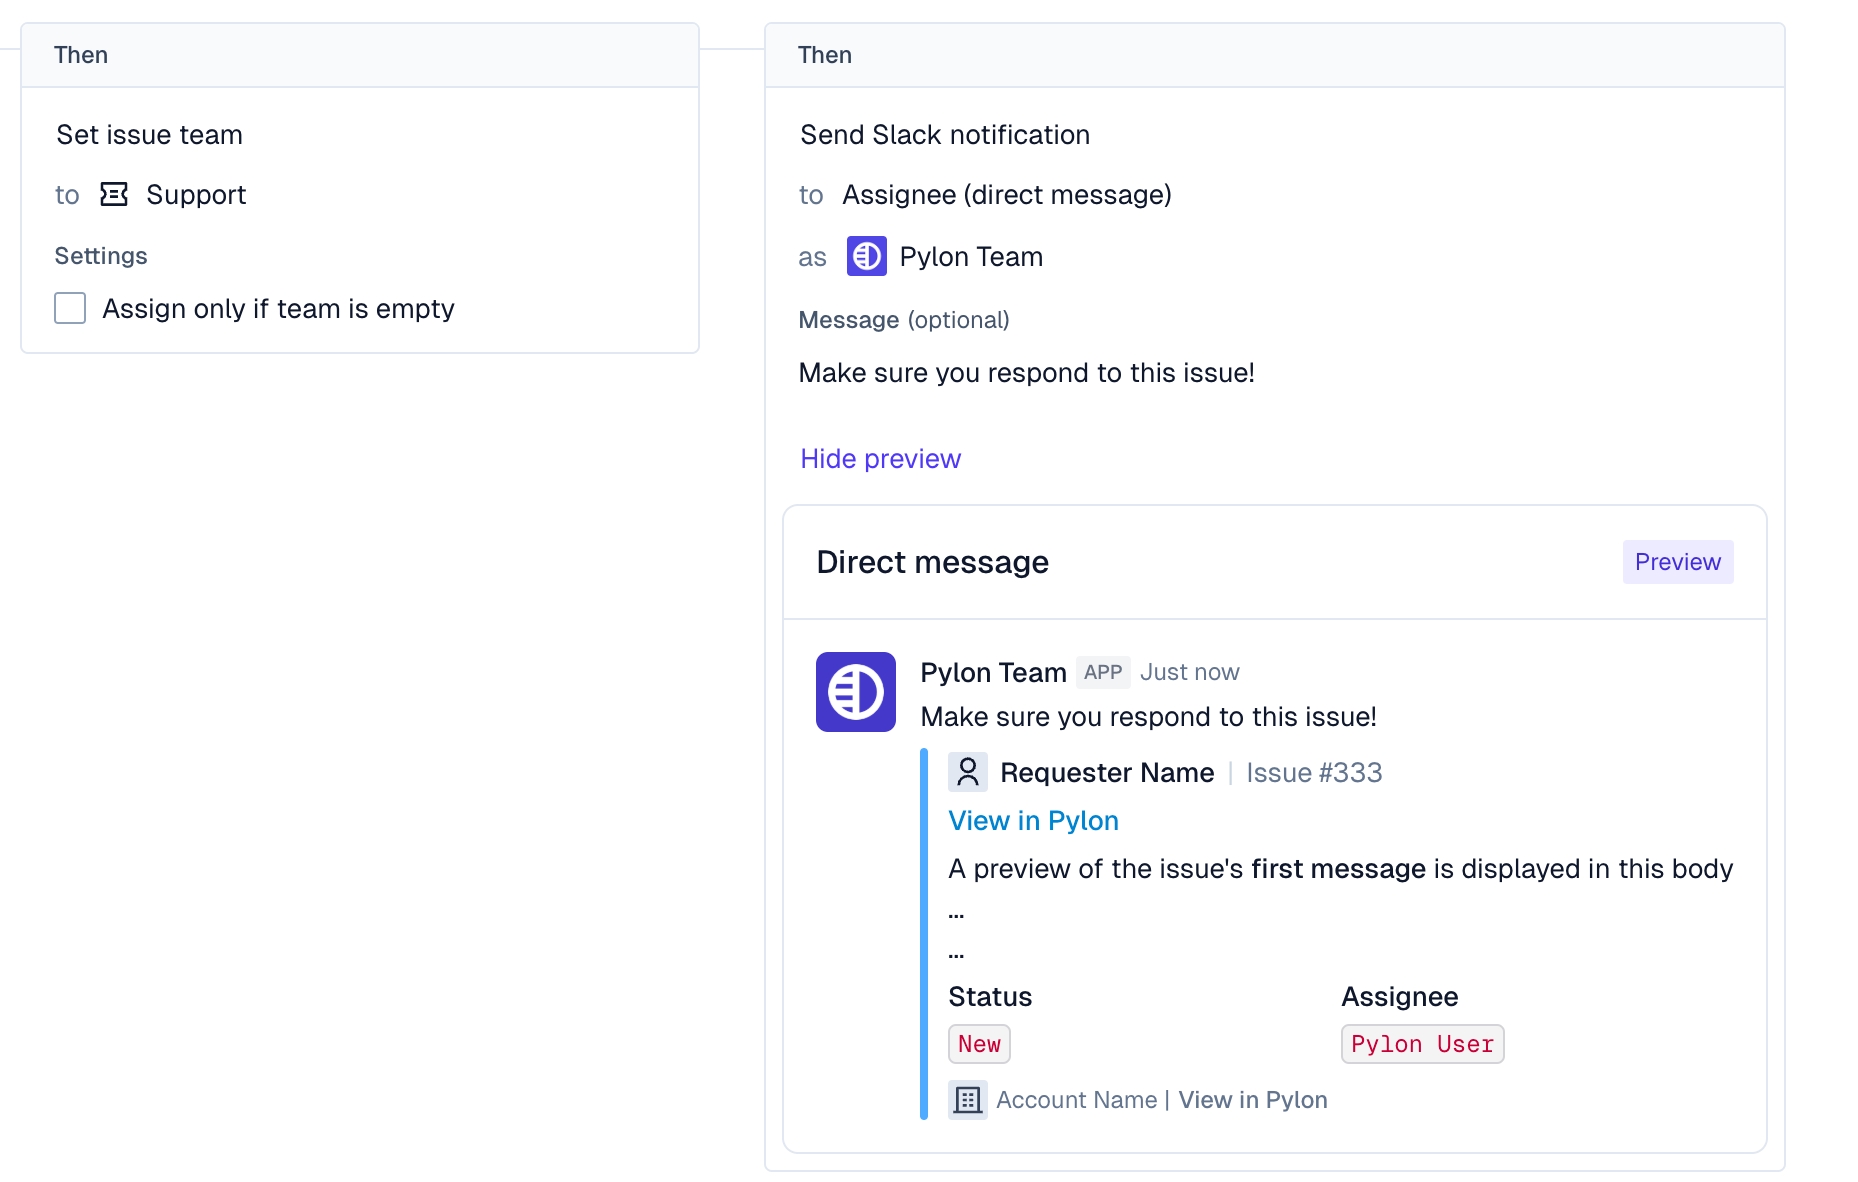 Then
Set issue team
to Support
Settings
Assign only if team is empty
Then
Send Slack notification
to Assignee (direct message)
as Pylon Team
Message (optional)
Make sure you respond to this issue!
Hide preview
Direct message
Preview
Pylon Team APP Just now
Make sure you respond to this issue!
Requester Name | Issue #333
View in Pylon
A preview of the issue's first message is displayed in this body
...
...
Status Assignee
New Pylon User
Account Name | View in Pylon